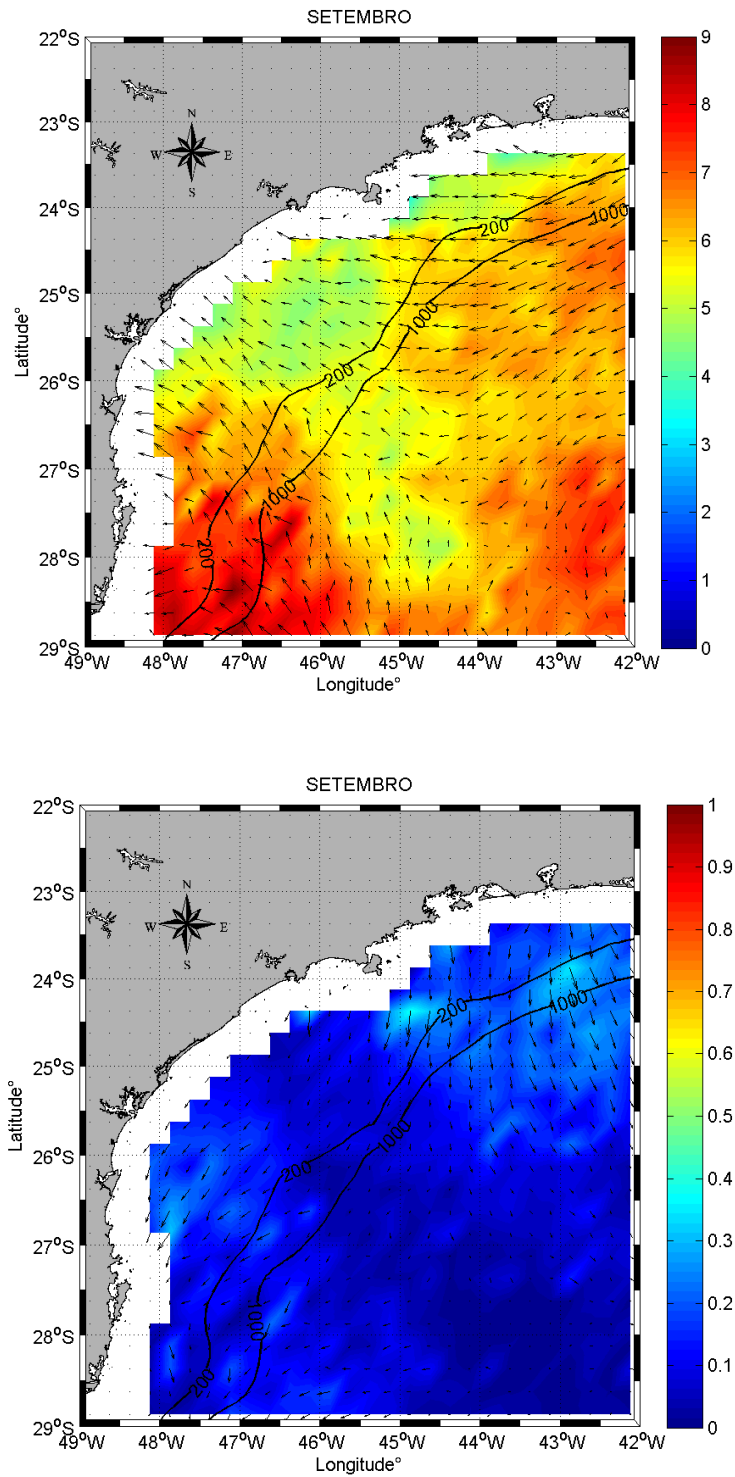 SETEMBRO
22°S
23°S
24°S
25°S
26°S
27°S
28°S
29°S
Latitude°
N
W E
S
200
1000
1000
200
1000
200
49°W 48°W 47°W 46°W 45°W 44°W 43°W 42°W
Longitude°
9
8
7
6
5
4
3
2
1
0
SETEMBRO
22°S
23°S
24°S
25°S
26°S
27°S
28°S
29°S
Latitude°
N
W E
S
200
1000
1000
200
1000
200
49°W 48°W 47°W 46°W 45°W 44°W 43°W 42°W
Longitude°
1
0.9
0.8
0.7
0.6
0.5
0.4
0.3
0.2
0.1
0